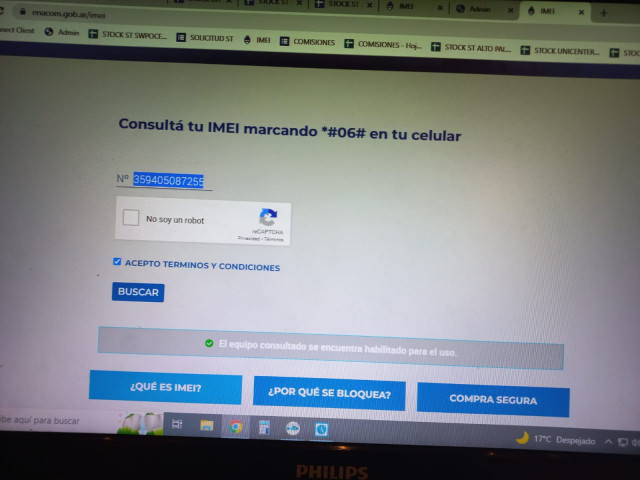 enacom.gob.ar/imei
STOCK ST
IMEI
Admin
IMEI
nect Client
Admin
STOCK ST SWPOCE...
SOLICITUD ST
IMEI
COMISIONES
COMISIONES - Hoj...
STOCK ST ALTO PAL...
STOCK UNICENTER...
STOC
Consultá tu IMEI marcando *#06# en tu celular
Nº 359405087255
No soy un robot
reCAPTCHA
Privacidad - Términos
ACEPTO TERMINOS Y CONDICIONES
BUSCAR
El equipo consultado se encuentra habilitado para el uso.
¿QUÉ ES IMEI?
¿POR QUÉ SE BLOQUEA?
COMPRA SEGURA
ibe aquí para buscar
17°C Despejado
PHILIPS